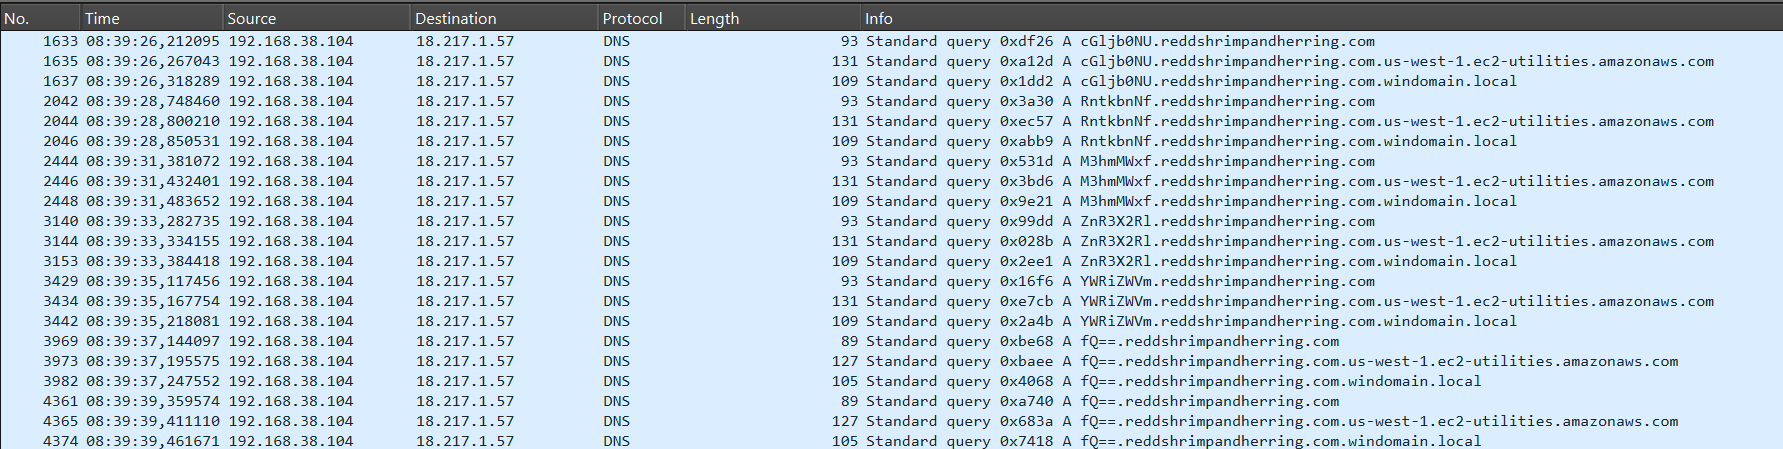 No. Time Source Destination Protocol Length Info
1633 08:39:26,212095 192.168.38.104 18.217.1.57 DNS 93 Standard query 0xdf26 A cGljb0NU.reddshrimpandherring.com
1635 08:39:26,267043 192.168.38.104 18.217.1.57 DNS 131 Standard query 0xa12d A cGljb0NU.reddshrimpandherring.com.us-west-1.ec2-utilities.amazonaws.com
1637 08:39:26,318289 192.168.38.104 18.217.1.57 DNS 109 Standard query 0x1dd2 A cGljb0NU.reddshrimpandherring.com.windomain.local
2042 08:39:28,748460 192.168.38.104 18.217.1.57 DNS 93 Standard query 0x3a30 A RntkbnNf.reddshrimpandherring.com
2044 08:39:28,800210 192.168.38.104 18.217.1.57 DNS 131 Standard query 0xec57 A RntkbnNf.reddshrimpandherring.com.us-west-1.ec2-utilities.amazonaws.com
2046 08:39:28,850531 192.168.38.104 18.217.1.57 DNS 109 Standard query 0xabb9 A RntkbnNf.reddshrimpandherring.com.windomain.local
2444 08:39:31,381072 192.168.38.104 18.217.1.57 DNS 93 Standard query 0x531d A M3hmMWxf.reddshrimpandherring.com
2446 08:39:31,432401 192.168.38.104 18.217.1.57 DNS 131 Standard query 0x3bd6 A M3hmMWxf.reddshrimpandherring.com.us-west-1.ec2-utilities.amazonaws.com
2448 08:39:31,483652 192.168.38.104 18.217.1.57 DNS 109 Standard query 0x9e21 A M3hmMWxf.reddshrimpandherring.com.windomain.local
3140 08:39:33,282735 192.168.38.104 18.217.1.57 DNS 93 Standard query 0x99dd A ZnR3X2Rl.reddshrimpandherring.com
3144 08:39:33,334155 192.168.38.104 18.217.1.57 DNS 131 Standard query 0x028b A ZnR3X2Rl.reddshrimpandherring.com.us-west-1.ec2-utilities.amazonaws.com
3153 08:39:33,384418 192.168.38.104 18.217.1.57 DNS 109 Standard query 0x2ee1 A ZnR3X2Rl.reddshrimpandherring.com.windomain.local
3429 08:39:35,117456 192.168.38.104 18.217.1.57 DNS 93 Standard query 0x16f6 A YWRiZWVm.reddshrimpandherring.com
3434 08:39:35,167754 192.168.38.104 18.217.1.57 DNS 131 Standard query 0xe7cb A YWRiZWVm.reddshrimpandherring.com.us-west-1.ec2-utilities.amazonaws.com
3442 08:39:35,218081 192.168.38.104 18.217.1.57 DNS 109 Standard query 0x2a4b A YWRiZWVm.reddshrimpandherring.com.windomain.local
3969 08:39:37,144097 192.168.38.104 18.217.1.57 DNS 89 Standard query 0xbe68 A fQ==.reddshrimpandherring.com
3973 08:39:37,195575 192.168.38.104 18.217.1.57 DNS 127 Standard query 0xbaee A fQ==.reddshrimpandherring.com.us-west-1.ec2-utilities.amazonaws.com
3982 08:39:37,247552 192.168.38.104 18.217.1.57 DNS 105 Standard query 0x4068 A fQ==.reddshrimpandherring.com.windomain.local
4361 08:39:39,359574 192.168.38.104 18.217.1.57 DNS 89 Standard query 0xa740 A fQ==.reddshrimpandherring.com
4365 08:39:39,411110 192.168.38.104 18.217.1.57 DNS 127 Standard query 0x683a A fQ==.reddshrimpandherring.com.us-west-1.ec2-utilities.amazonaws.com
4374 08:39:39,461671 192.168.38.104 18.217.1.57 DNS 105 Standard query 0x7418 A fQ==.reddshrimpandherring.com.windomain.local